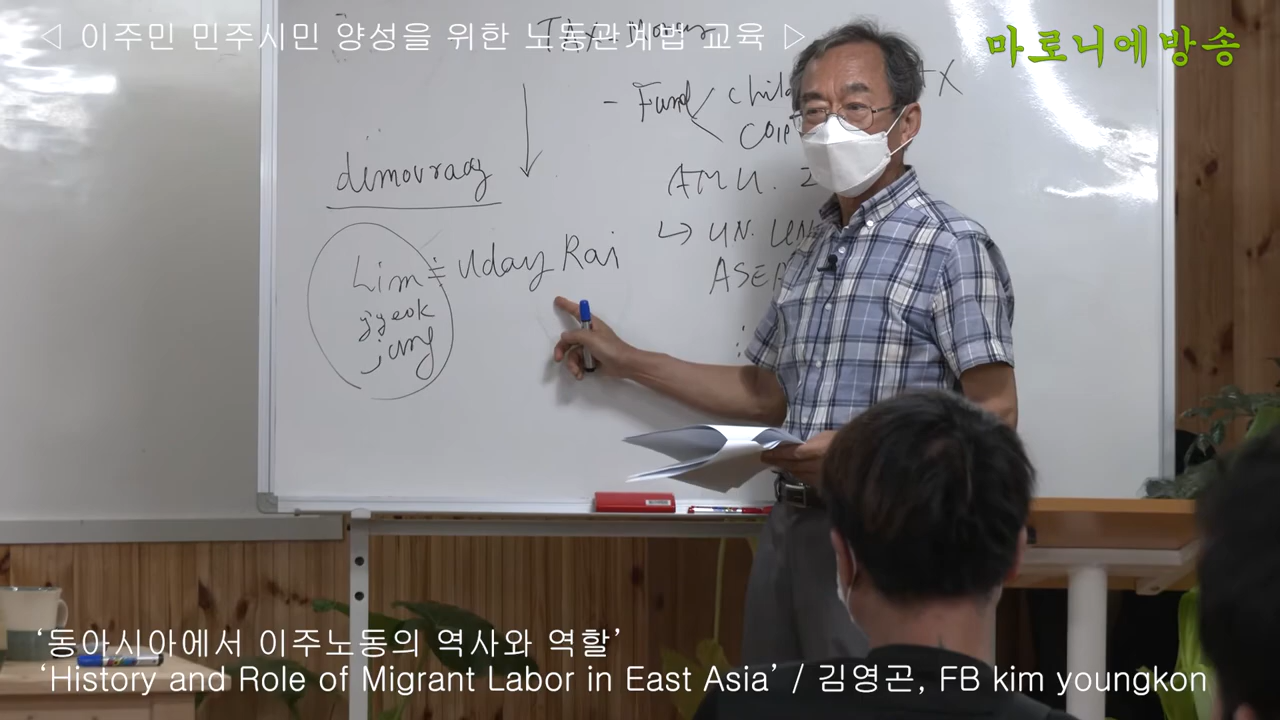 ◁ 이주민 민주시민 양성을 위한 노동관계법 교육 ▷
마로니에방송
- Fund
AMU.
dimovracy
↳ UN.
Lim = Uday Rai
jyeok
jung
‘동아시아에서 이주노동의 역사와 역할’
‘History and Role of Migrant Labor in East Asia’ / 김영곤, FB kim youngkon